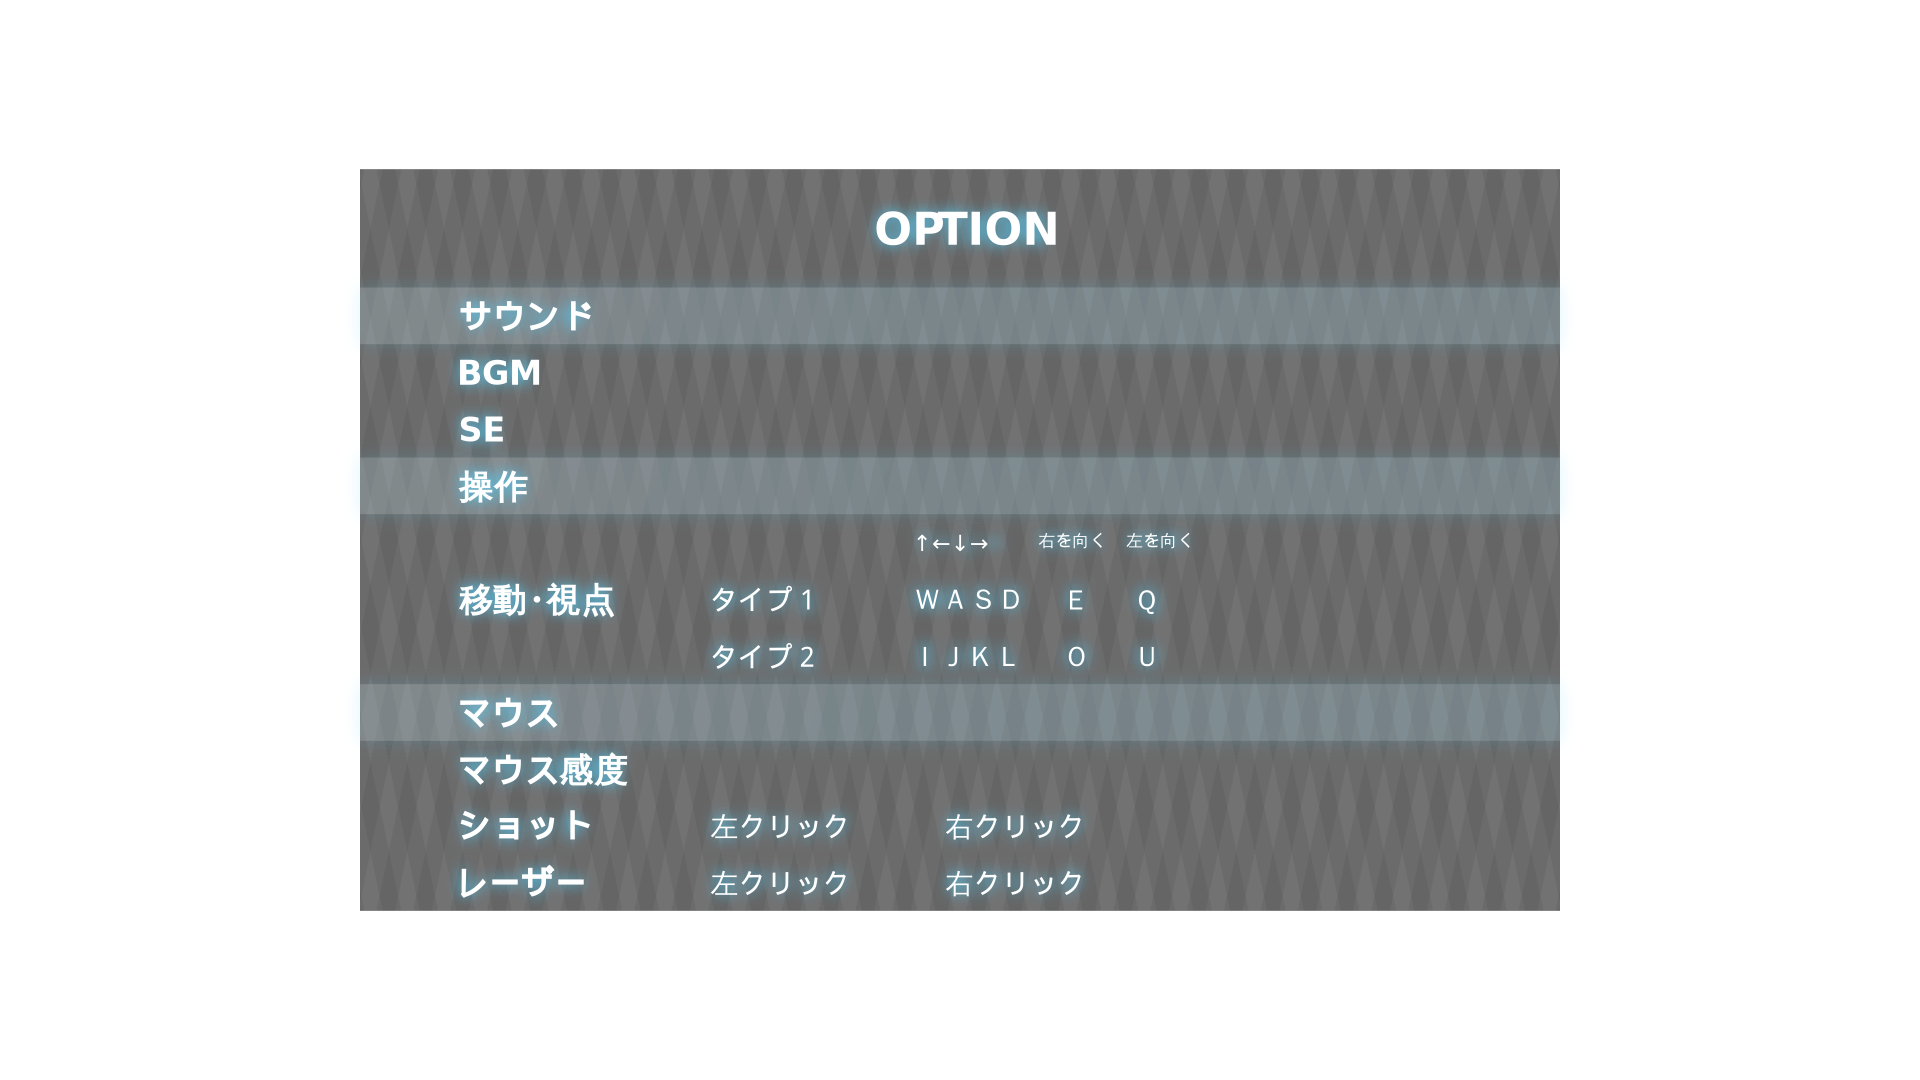 OPTION
サウンド
BGM
SE
操作
↑←↓→ 右を向く 左を向く
移動･視点 タイプ１ ＷＡＳＤ Ｅ Ｑ
タイプ２ ＩＪＫＬ Ｏ Ｕ
マウス
マウス感度
ショット 左クリック 右クリック
レーザー 左クリック 右クリック